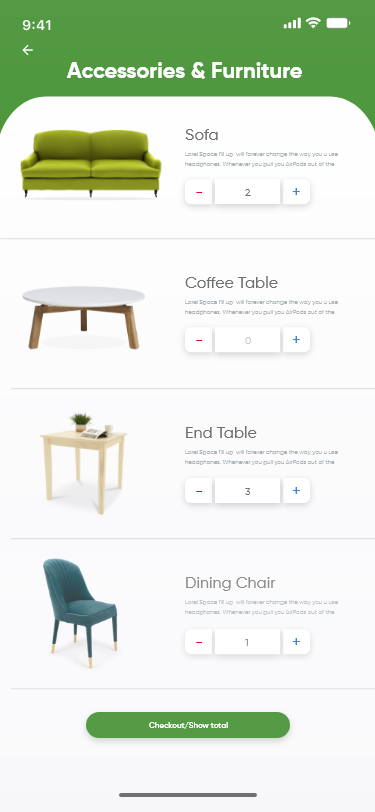 9:41
Accessories & Furniture
Sofa
Lorel Space fill up will forever change the way you u use
headphones. Whenever you pull you AirPods out of the
- 2 +
Coffee Table
Lorel Space fill up will forever change the way you u use
headphones. Whenever you pull you AirPods out of the
- 0 +
End Table
Lorel Space fill up will forever change the way you u use
headphones. Whenever you pull you AirPods out of the
- 3 +
Dining Chair
Lorel Space fill up will forever change the way you u use
headphones. Whenever you pull you AirPods out of the
- 1 +
Checkout/Show total